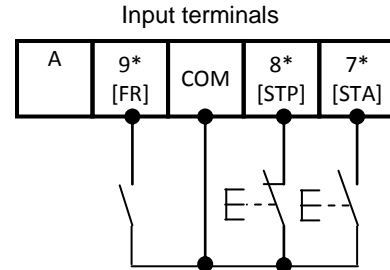 Input terminals
A 9* COM 8* 7*
[FR] [STP] [STA]